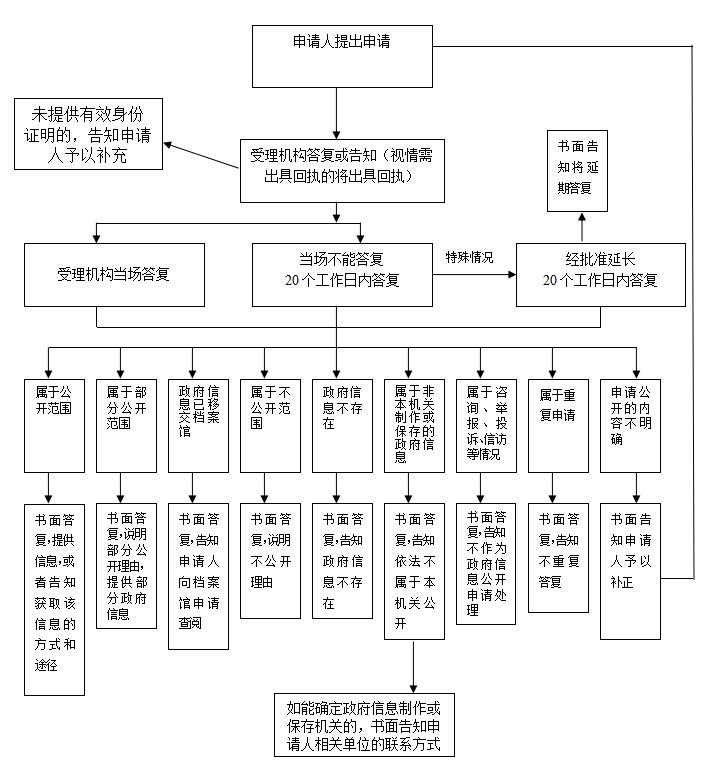 申请人提出申请
未提供有效身份
证明的，告知申请
人予以补充
受理机构答复或告知（视情需
出具回执的将出具回执）
书面告
知将延
期答复
受理机构当场答复
当场不能答复
20个工作日内答复
特殊情况
经批准延长
20个工作日内答复
属于公
开范围
属于部
分公开
范围
政府信
息已移
交档案
馆
属于不
公开范
围
政府信
息不存
在
属于非
本机关
制作或
保存的
政府信
息
属于咨
询、举
报、投
诉、信访
等情况
属于重
复申请
申请公
开的内
容不明
确
书面答
复，提供
信息，或
者告知
获取该
信息的
方式和
途径
书面答
复，说明
部分公
开理由，
提供部
分政府
信息
书面答
复，告知
申请人
向档案
馆申请
查阅
书面答
复，说明
不公开
理由
书面答
复，告知
政府信
息不存
在
书面答
复，告知
依法不
属于本
机关公
开
书面答
复，告知
不作为
政府信
息公开
申请处
理
书面答
复，告知
不重复
答复
书面告
知申请
人予以
补正
如能确定政府信息制作或
保存机关的，书面告知申
请人相关单位的联系方式